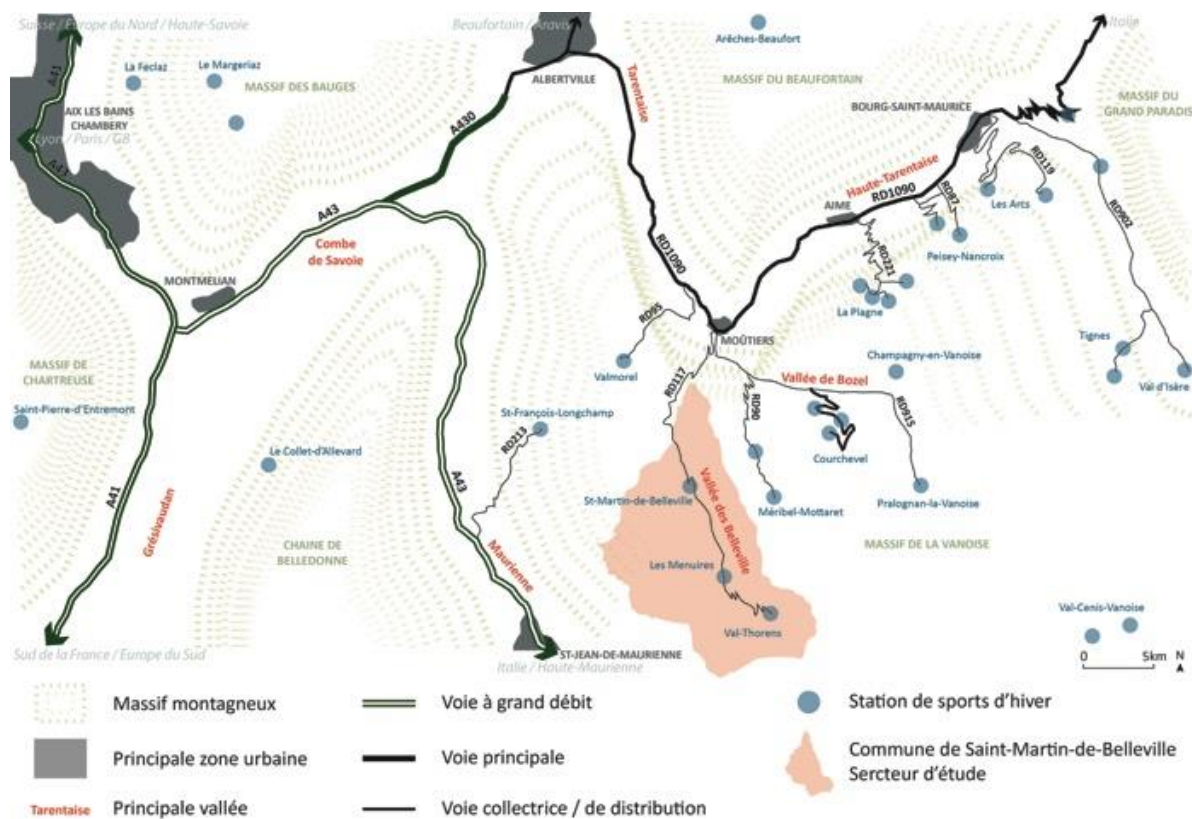 Suisse / Europe du Nord / Haute-Savoie
Beaufortain / Aravis
Italie
Arêches-Beaufort
A41
La Feclaz
Le Margeriaz
MASSIF DES BAUGES
ALBERTVILLE
Tarentaise
MASSIF DU BEAUFORTAIN
BOURG-SAINT-MAURICE
MASSIF DU
GRAND PARADIS
AIX LES BAINS
CHAMBERY
Lyon / Paris / GB
A43
A430
Haute-Tarentaise
RD1090
RD119
RD87
Les Arcs
RD902
AIME
A43
Combe
de Savoie
RD1090
RD221
Peisey-Nancroix
MONTMELIAN
La Plagne
RD95
MOÛTIERS
Tignes
MASSIF DE
CHARTREUSE
Valmorel
RD117
Champagny-en-Vanoise
Val d'Isère
Vallée de Bozel
Saint-Pierre-d'Entremont
St-François-Longchamp
RD90
RD915
RD213
Le Collet-d'Allevard
Courchevel
A41
A43
St-Martin-de-Belleville
Vallée des Belleville
Méribel-Mottaret
Pralognan-la-Vanoise
Grésivaudan
CHAINE DE
BELLEDONNE
Maurienne
MASSIF DE LA VANOISE
Les Menuires
Val-Cenis-Vanoise
Val-Thorens
Sud de la France / Europe du Sud
ST-JEAN-DE-MAURIENNE
Italie / Haute-Maurienne
0 5km N
Massif montagneux
Voie à grand débit
Station de sports d'hiver
Principale zone urbaine
Voie principale
Commune de Saint-Martin-de-Belleville
Sercteur d'étude
Tarentaise
Principale vallée
Voie collectrice / de distribution